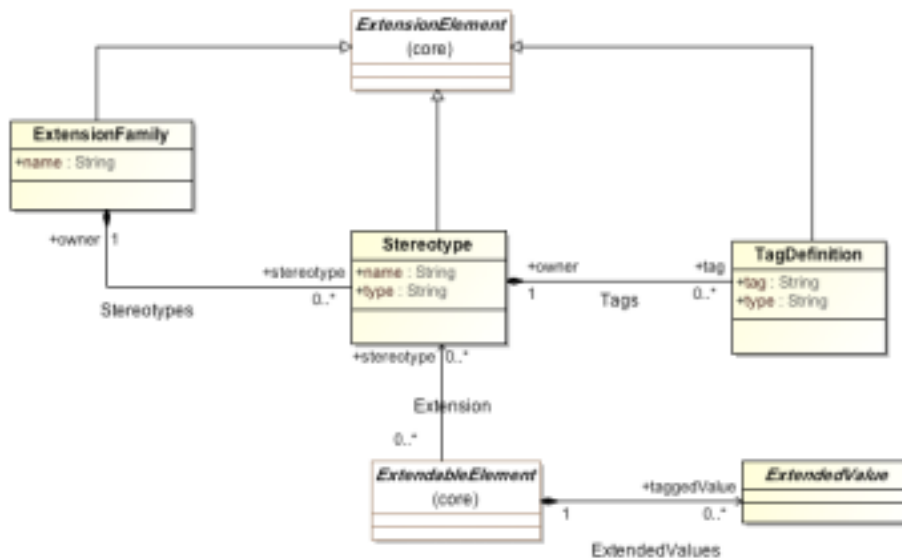 ExtensionElement
(core)
ExtensionFamily
+name : String
+owner 1
Stereotypes
+stereotype
0..*
Stereotype
+name : String
+type : String
+owner
1
Tags
+tag
0..*
TagDefinition
+tag : String
+type : String
+stereotype 0..*
Extension
0..*
ExtendableElement
(core)
1
+taggedValue
0..*
ExtendedValues
ExtendedValue